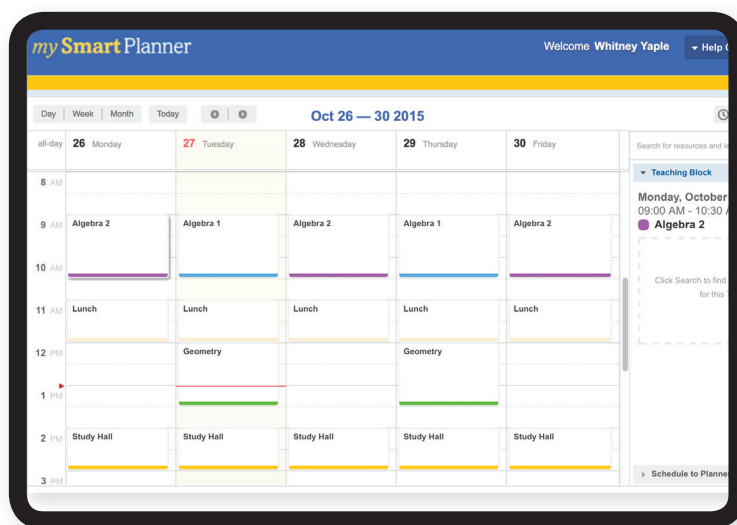 my Smart Planner
Welcome Whitney Yaple
Help
Day Week Month Today
Oct 26 — 30 2015
all-day 26 Monday 27 Tuesday 28 Wednesday 29 Thursday 30 Friday
Search for resources and
Teaching Block
8 AM
Monday, October
09:00 AM - 10:30
Algebra 2
9 AM Algebra 2 Algebra 1 Algebra 2 Algebra 1 Algebra 2
10 AM
Click Search to find
for this
11 AM Lunch Lunch Lunch Lunch Lunch
12 PM Geometry Geometry
1 PM
2 PM Study Hall Study Hall Study Hall Study Hall Study Hall
Schedule to Planner
3 PM